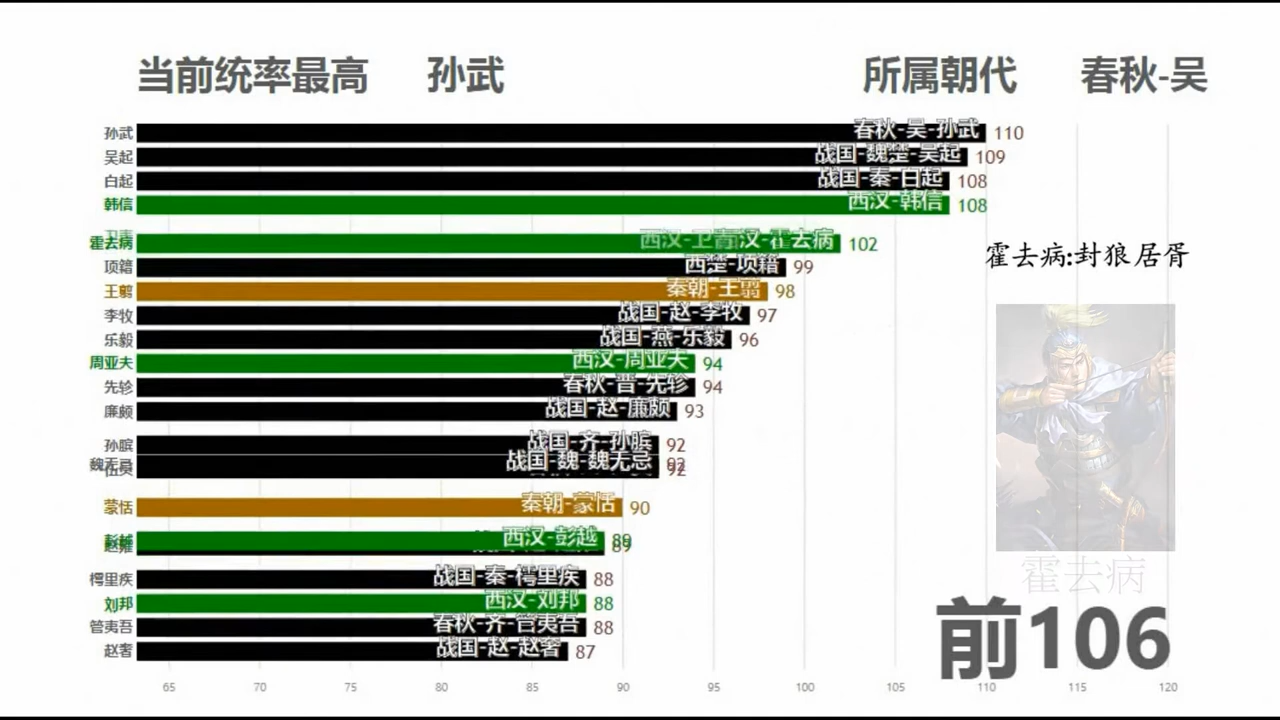 当前统率最高 孙武 所属朝代 春秋-吴
孙武 春秋-吴-孙武 110
吴起 战国-魏楚-吴起 109
白起 战国-秦-白起 108
韩信 西汉-韩信 108
霍去病 西汉-卫青 汉-霍去病 102
霍去病:封狼居胥
项籍 西楚-项籍 99
王翦 秦朝-王翦 98
李牧 战国-赵-李牧 97
乐毅 战国-燕-乐毅 96
周亚夫 西汉-周亚夫 94
先轸 春秋-晋-先轸 94
廉颇 战国-赵-廉颇 93
孙膑 战国-齐-孙膑 92
魏无忌 战国-魏-魏无忌 92
蒙恬 秦朝-蒙恬 90
彭越 西汉-彭越 89
樗里疾 战国-秦-樗里疾 88
霍去病
刘邦 西汉-刘邦 88
管夷吾 春秋-齐-管夷吾 88
赵奢 战国-赵-赵奢 87
前106
65 70 75 80 85 90 95 100 105 110 115 120